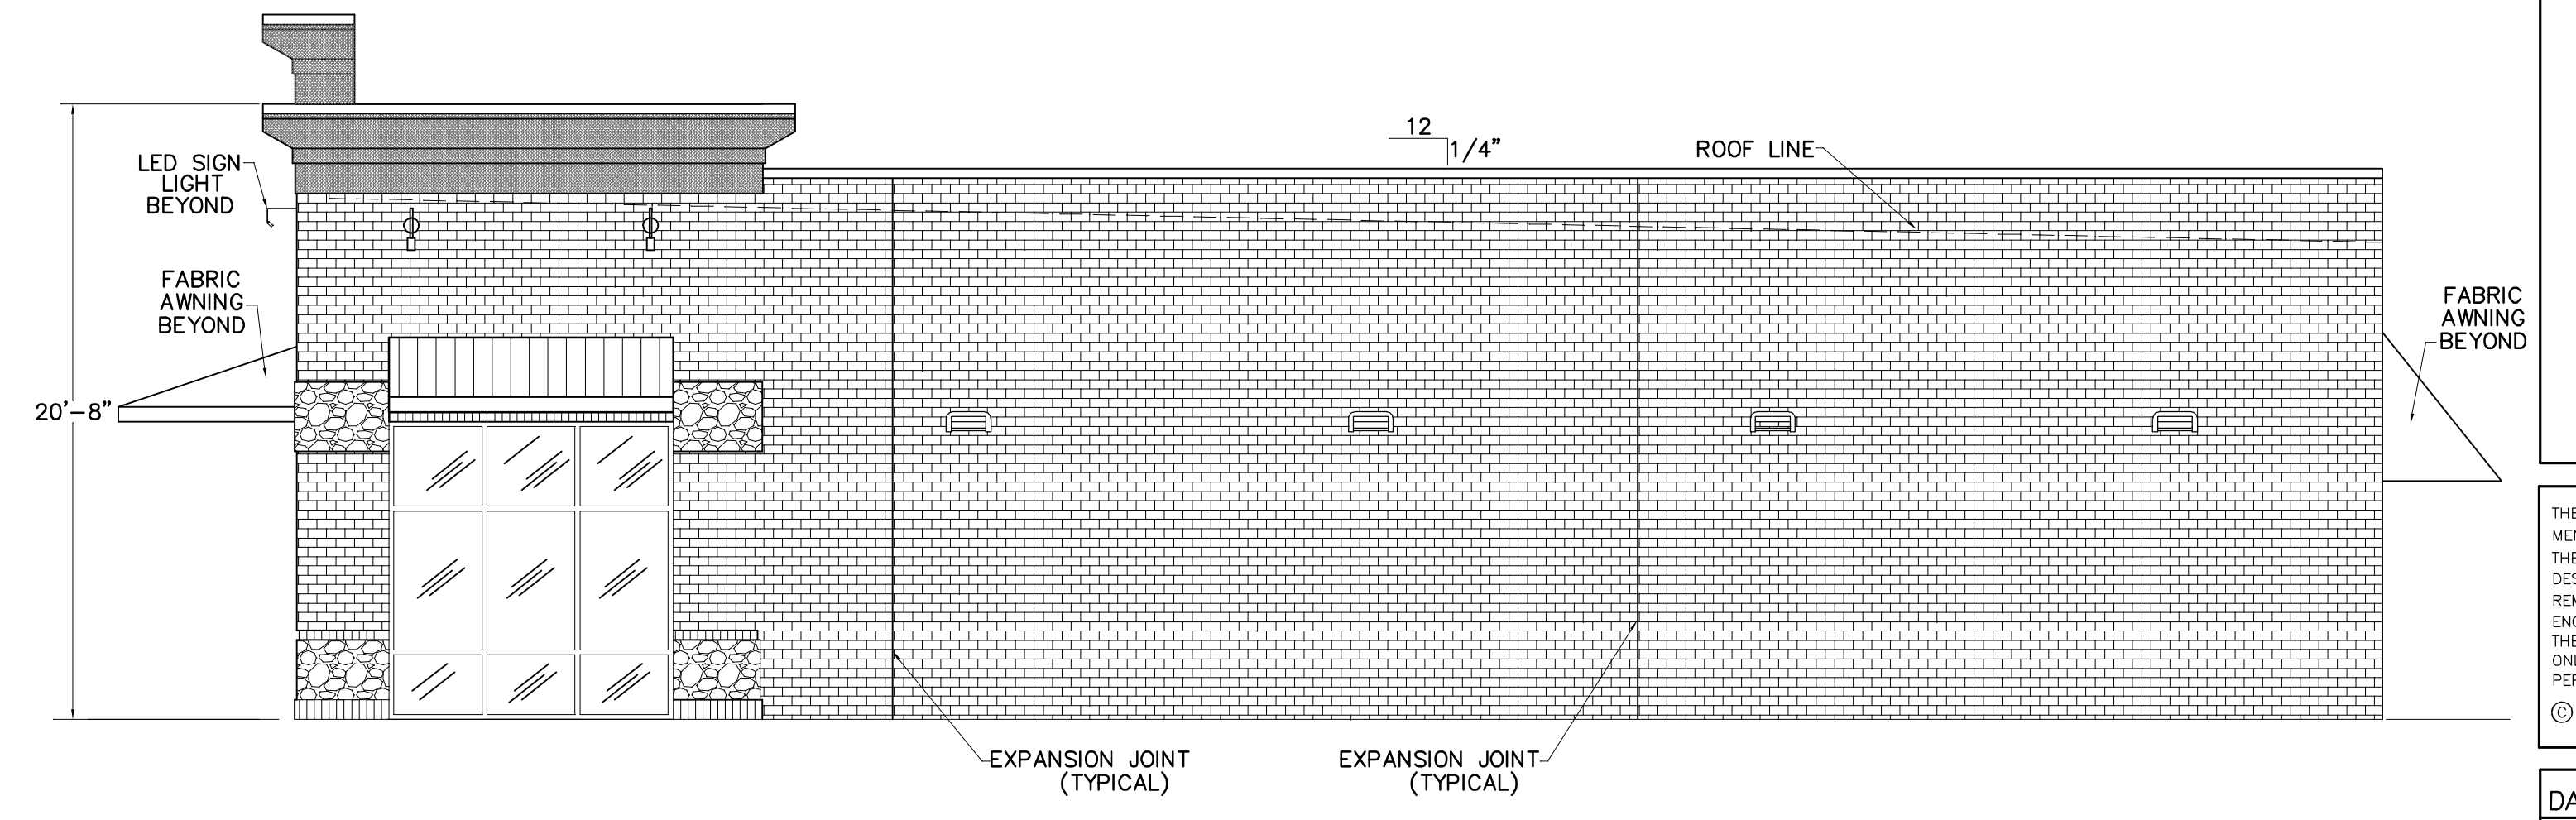 12
1/4"
ROOF LINE
LED SIGN
LIGHT
BEYOND
FABRIC
AWNING
BEYOND
20'-8"
FABRIC
AWNING
BEYOND
EXPANSION JOINT
(TYPICAL)
EXPANSION JOINT
(TYPICAL)
©